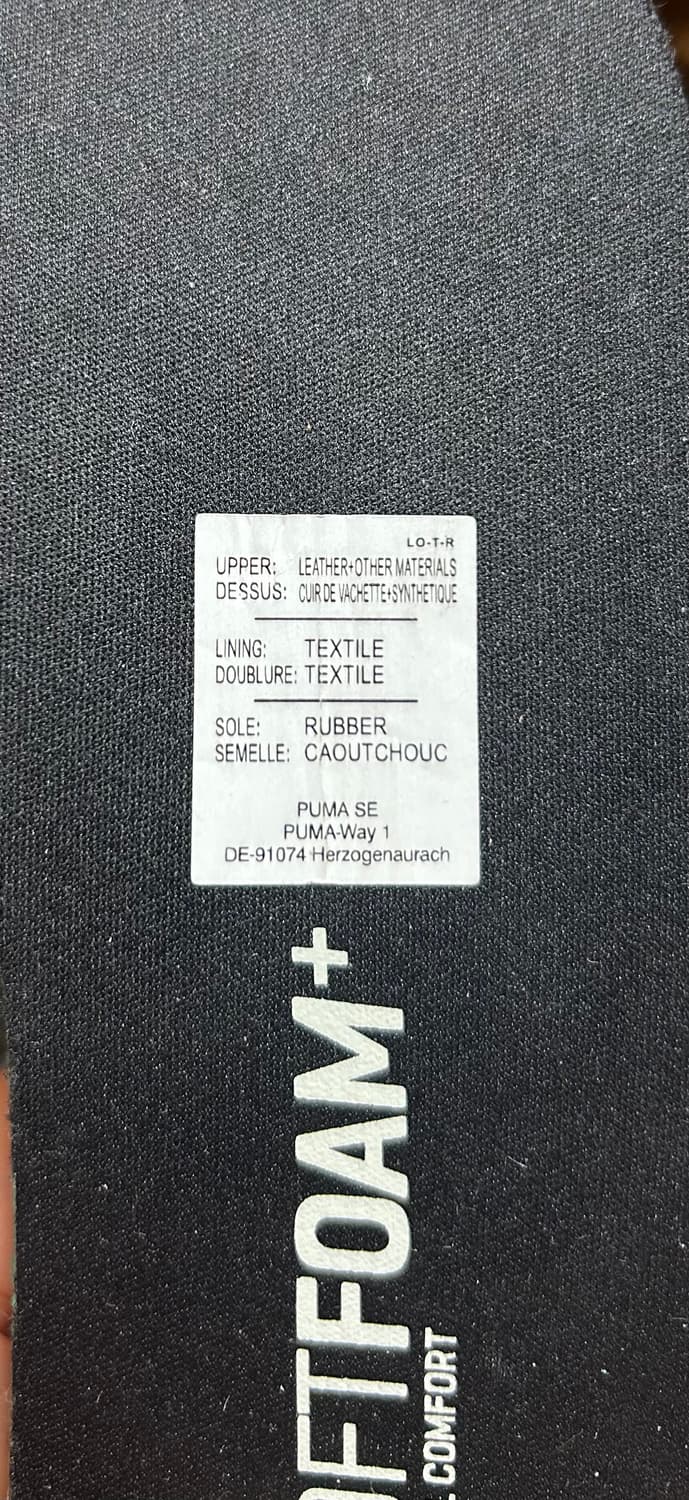 LO-T-R
UPPER: LEATHER+OTHER MATERIALS
DESSUS: CUIR DE VACHETTE+SYNTHETIQUE
LINING: TEXTILE
DOUBLURE: TEXTILE
SOLE: RUBBER
SEMELLE: CAOUTCHOUC
PUMA SE
PUMA-Way 1
DE-91074 Herzogenaurach
FTFOAM+
COMFORT